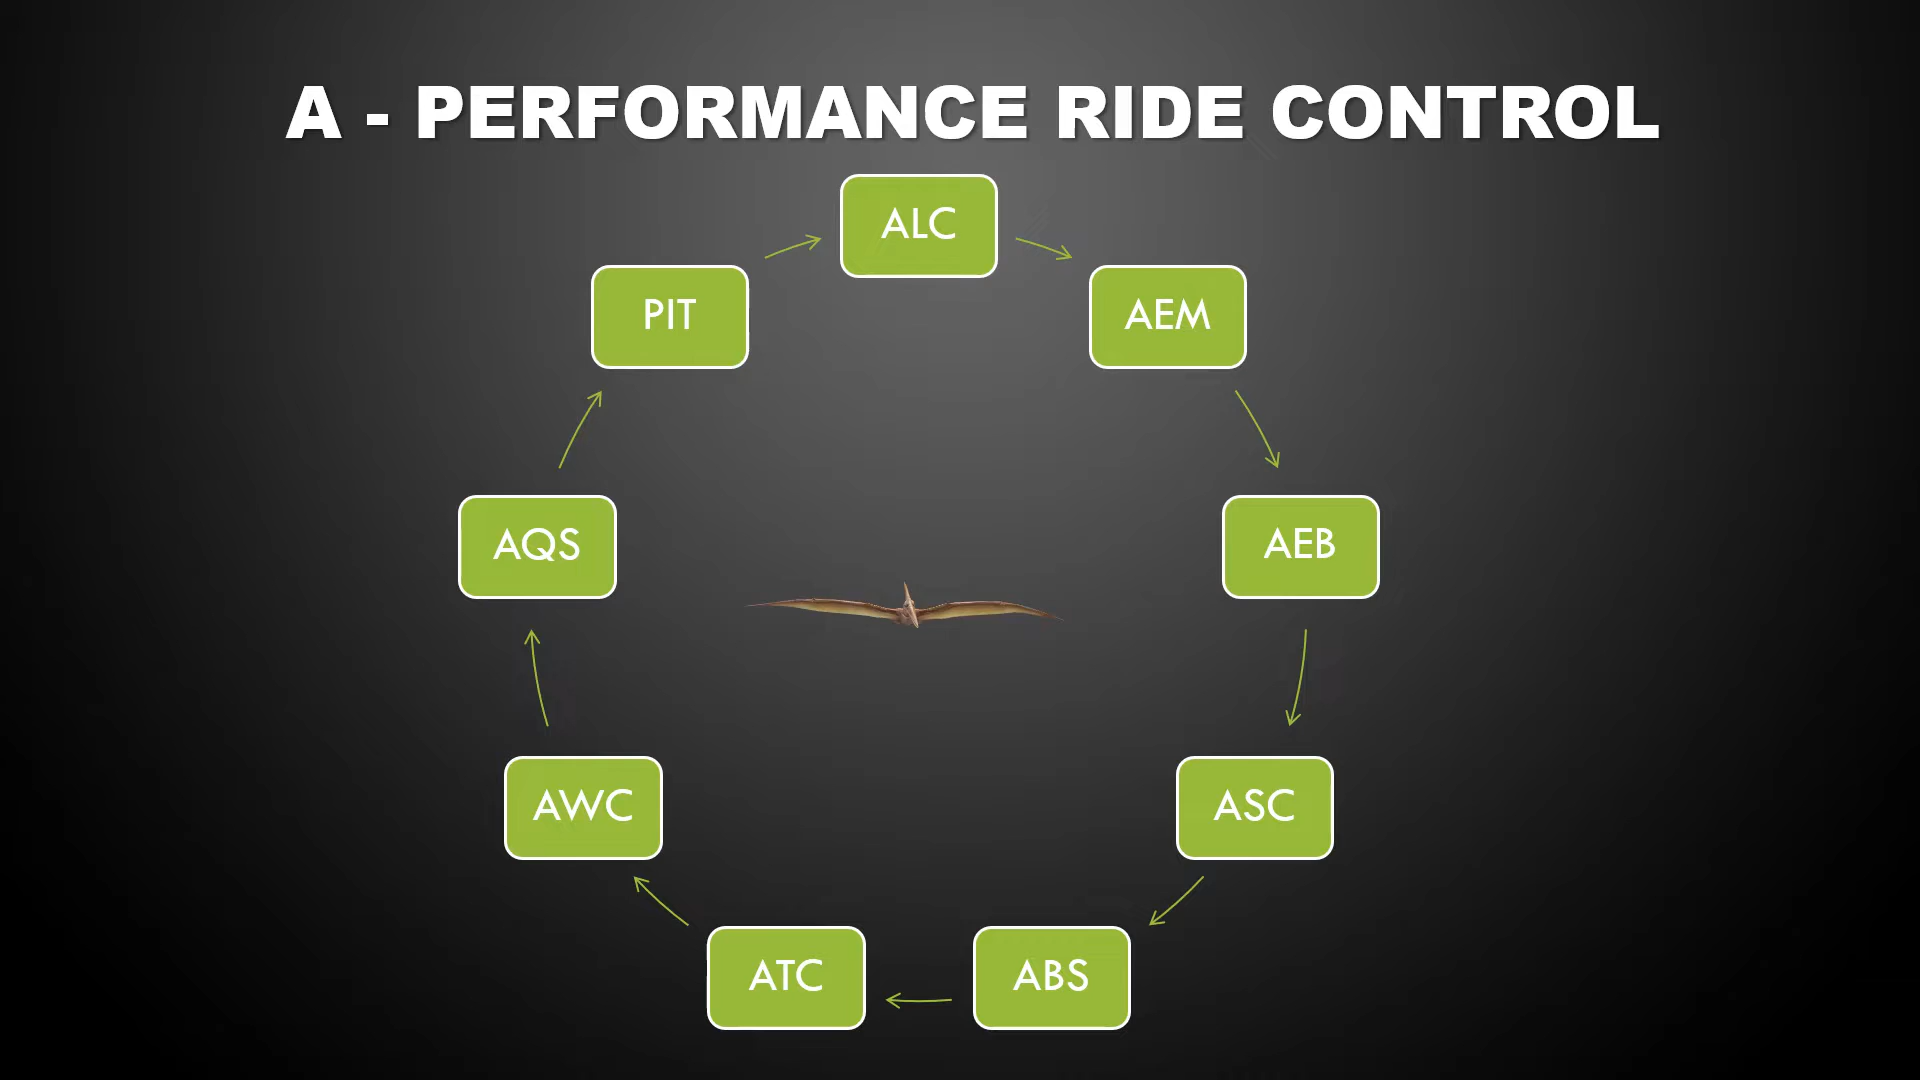 A - PERFORMANCE RIDE CONTROL
ALC
AEM
AEB
ASC
ABS
ATC
AWC
AQS
PIT